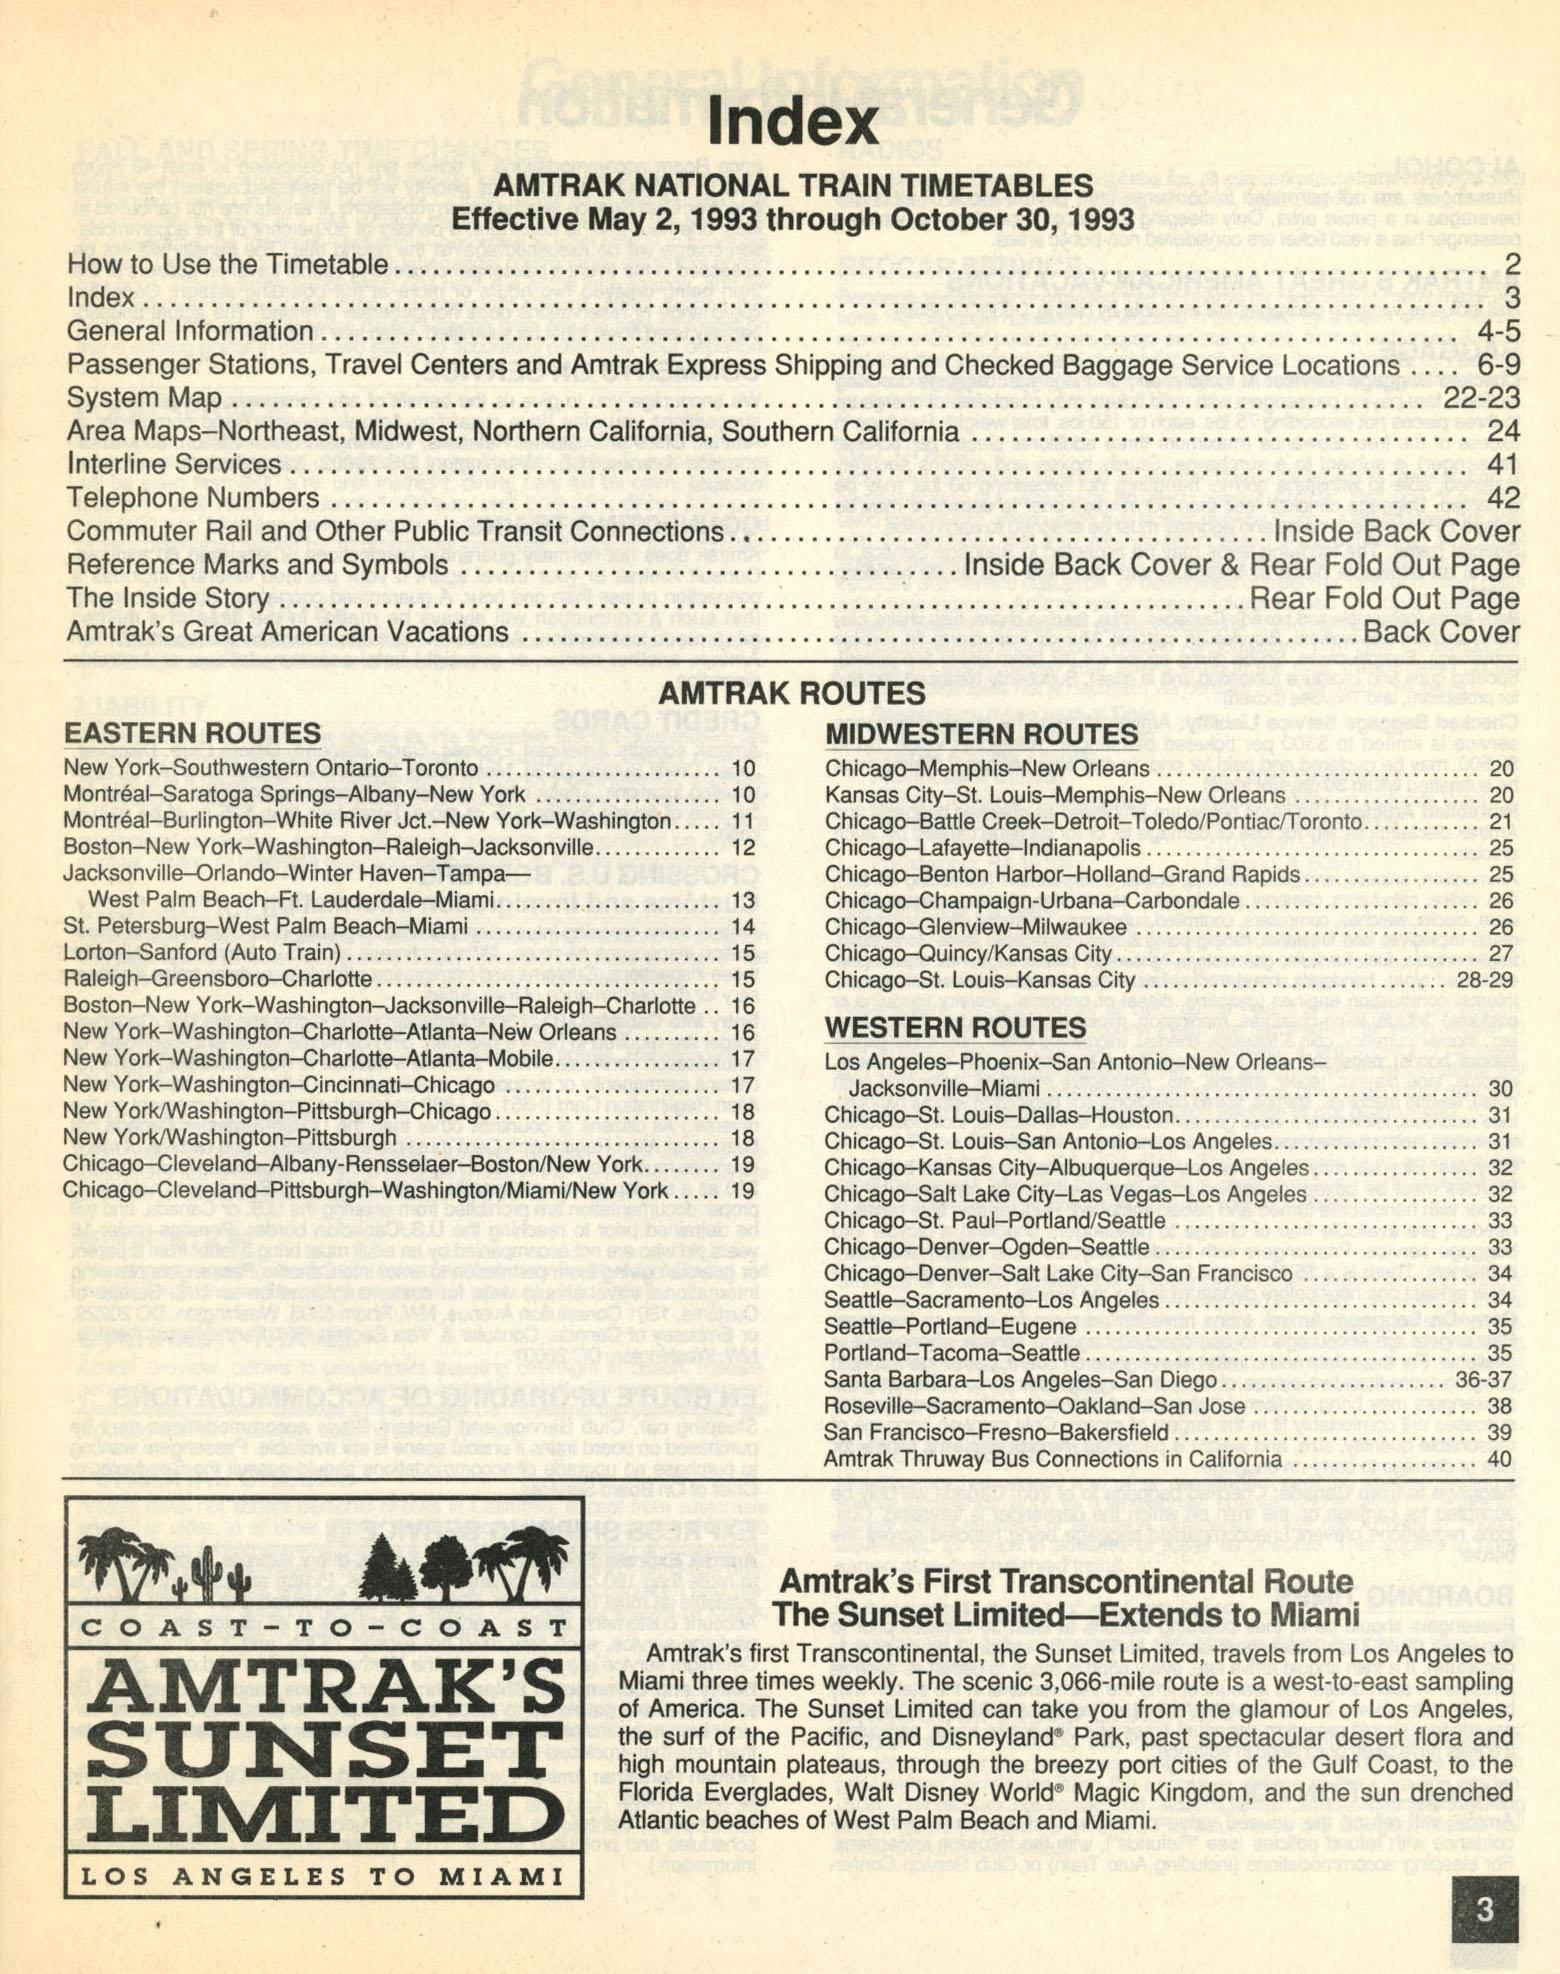 Index
AMTRAK NATIONAL TRAIN TIMETABLES
Effective May 2, 1993 through October 30, 1993
How to Use the Timetable ... 2
Index ... 3
General Information ... 4-5
Passenger Stations, Travel Centers and Amtrak Express Shipping and Checked Baggage Service Locations .... 6-9
System Map ... 22-23
Area Maps–Northeast, Midwest, Northern California, Southern California ... 24
Interline Services ... 41
Telephone Numbers ... 42
Commuter Rail and Other Public Transit Connections ... Inside Back Cover
Reference Marks and Symbols ... Inside Back Cover & Rear Fold Out Page
The Inside Story ... Rear Fold Out Page
Amtrak's Great American Vacations ... Back Cover
AMTRAK ROUTES
EASTERN ROUTES
New York–Southwestern Ontario–Toronto ... 10
Montréal–Saratoga Springs–Albany–New York ... 10
Montréal–Burlington–White River Jct.–New York–Washington ..... 11
Boston–New York–Washington–Raleigh–Jacksonville ... 12
Jacksonville–Orlando–Winter Haven–Tampa—
West Palm Beach–Ft. Lauderdale–Miami ... 13
St. Petersburg–West Palm Beach–Miami ... 14
Lorton–Sanford (Auto Train) ... 15
Raleigh–Greensboro–Charlotte ... 15
Boston–New York–Washington–Jacksonville–Raleigh–Charlotte .. 16
New York–Washington–Charlotte–Atlanta–New Orleans ... 16
New York–Washington–Charlotte–Atlanta–Mobile ... 17
New York–Washington–Cincinnati–Chicago ... 17
New York/Washington–Pittsburgh–Chicago ... 18
New York/Washington–Pittsburgh ... 18
Chicago–Cleveland–Albany-Rensselaer–Boston/New York ... 19
Chicago–Cleveland–Pittsburgh–Washington/Miami/New York ..... 19
MIDWESTERN ROUTES
Chicago–Memphis–New Orleans ... 20
Kansas City–St. Louis–Memphis–New Orleans ... 20
Chicago–Battle Creek–Detroit–Toledo/Pontiac/Toronto ... 21
Chicago–Lafayette–Indianapolis ... 25
Chicago–Benton Harbor–Holland–Grand Rapids ... 25
Chicago–Champaign-Urbana–Carbondale ... 26
Chicago–Glenview–Milwaukee ... 26
Chicago–Quincy/Kansas City ... 27
Chicago–St. Louis–Kansas City ... 28-29
WESTERN ROUTES
Los Angeles–Phoenix–San Antonio–New Orleans–
Jacksonville–Miami ... 30
Chicago–St. Louis–Dallas–Houston ... 31
Chicago–St. Louis–San Antonio–Los Angeles ... 31
Chicago–Kansas City–Albuquerque–Los Angeles ... 32
Chicago–Salt Lake City–Las Vegas–Los Angeles ... 32
Chicago–St. Paul–Portland/Seattle ... 33
Chicago–Denver–Ogden–Seattle ... 33
Chicago–Denver–Salt Lake City–San Francisco ... 34
Seattle–Sacramento–Los Angeles ... 34
Seattle–Portland–Eugene ... 35
Portland–Tacoma–Seattle ... 35
Santa Barbara–Los Angeles–San Diego ... 36-37
Roseville–Sacramento–Oakland–San Jose ... 38
San Francisco–Fresno–Bakersfield ... 39
Amtrak Thruway Bus Connections in California ... 40
COAST-TO-COAST
AMTRAK'S
SUNSET
LIMITED
LOS ANGELES TO MIAMI
Amtrak's First Transcontinental Route
The Sunset Limited—Extends to Miami
Amtrak's first Transcontinental, the Sunset Limited, travels from Los Angeles to
Miami three times weekly. The scenic 3,066-mile route is a west-to-east sampling
of America. The Sunset Limited can take you from the glamour of Los Angeles,
the surf of the Pacific, and Disneyland® Park, past spectacular desert flora and
high mountain plateaus, through the breezy port cities of the Gulf Coast, to the
Florida Everglades, Walt Disney World® Magic Kingdom, and the sun drenched
Atlantic beaches of West Palm Beach and Miami.
3